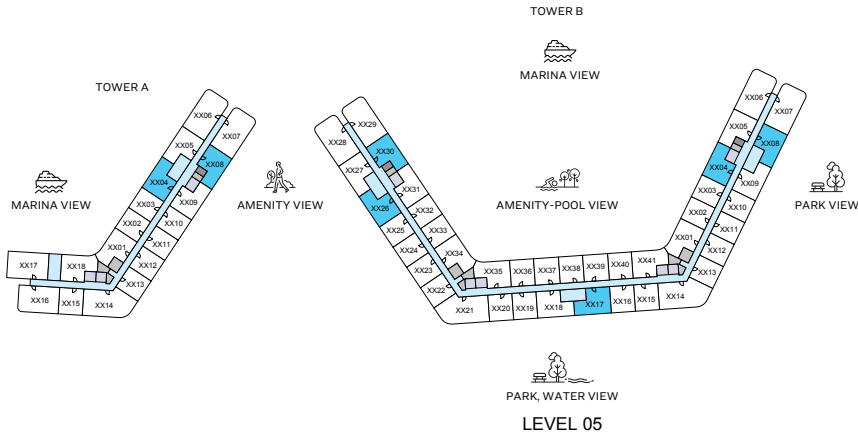 TOWER B
MARINA VIEW
TOWER A
XX06
XX07
XX05
XX08
XX04
XX09
XX03
XX10
XX02
XX11
XX01
XX12
XX13
XX18
XX17
XX16
XX15
XX14
MARINA VIEW
AMENITY VIEW
XX29
XX28
XX30
XX27
XX31
XX26
XX32
XX25
XX33
XX24
XX34
XX23
XX22
XX21
XX35
XX36
XX37
XX38
XX39
XX40
XX41
XX20
XX19
XX18
XX17
XX16
XX15
XX14
XX06
XX07
XX05
XX08
XX04
XX09
XX03
XX10
XX02
XX11
XX01
XX12
XX13
AMENITY-POOL VIEW
PARK VIEW
PARK, WATER VIEW
LEVEL 05